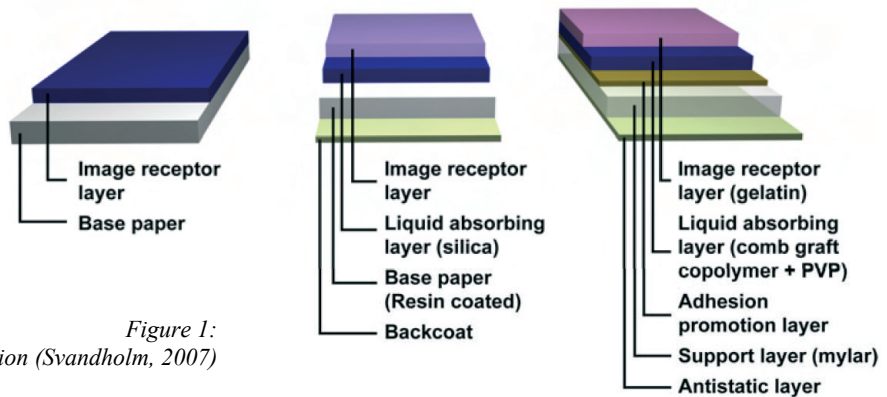 Image receptor
layer
Base paper
Image receptor
layer
Liquid absorbing
layer (silica)
Base paper
(Resin coated)
Backcoat
Image receptor
layer (gelatin)
Liquid absorbing
layer (comb graft
copolymer + PVP)
Adhesion
promotion layer
Support layer (mylar)
Antistatic layer
Figure 1:
(Svandholm, 2007)